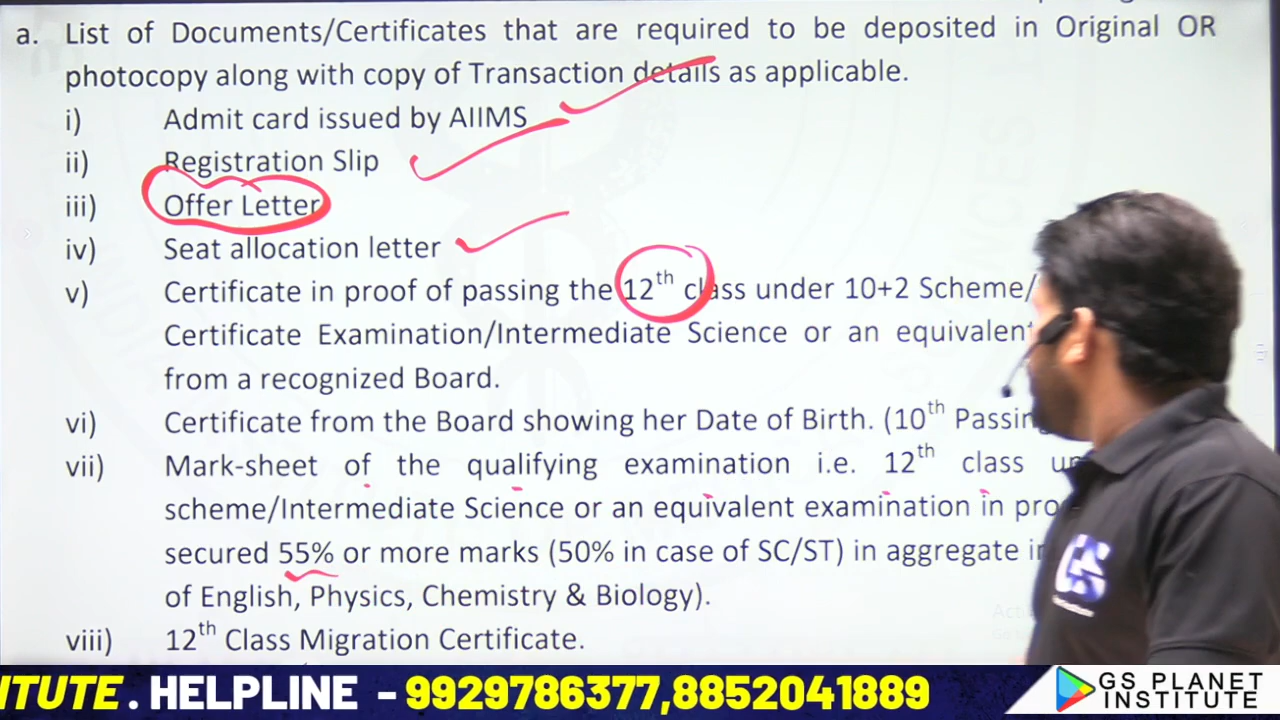 a. List of Documents/Certificates that are required to be deposited in Original OR
photocopy along with copy of Transaction details as applicable.
i) Admit card issued by AIIMS
ii) Registration Slip
iii) Offer Letter
iv) Seat allocation letter
v) Certificate in proof of passing the 12th class under 10+2 Scheme/
Certificate Examination/Intermediate Science or an equivalent
from a recognized Board.
vi) Certificate from the Board showing her Date of Birth. (10th Passing
vii) Mark-sheet of the qualifying examination i.e. 12th class
scheme/Intermediate Science or an equivalent examination in
secured 55% or more marks (50% in case of SC/ST) in aggregate
of English, Physics, Chemistry & Biology).
viii) 12th Class Migration Certificate.
GS
HELPLINE - 9929786377,8852041889
GS PLANET
INSTITUTE